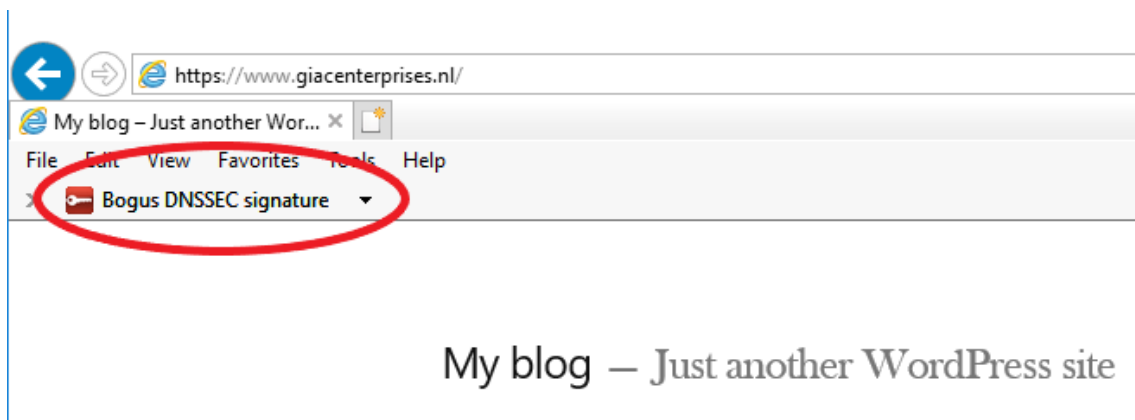 https://www.giacenterprises.nl/
My blog – Just another Wor...
File Edit View Favorites Tools Help
Bogus DNSSEC signature
My blog — Just another WordPress site